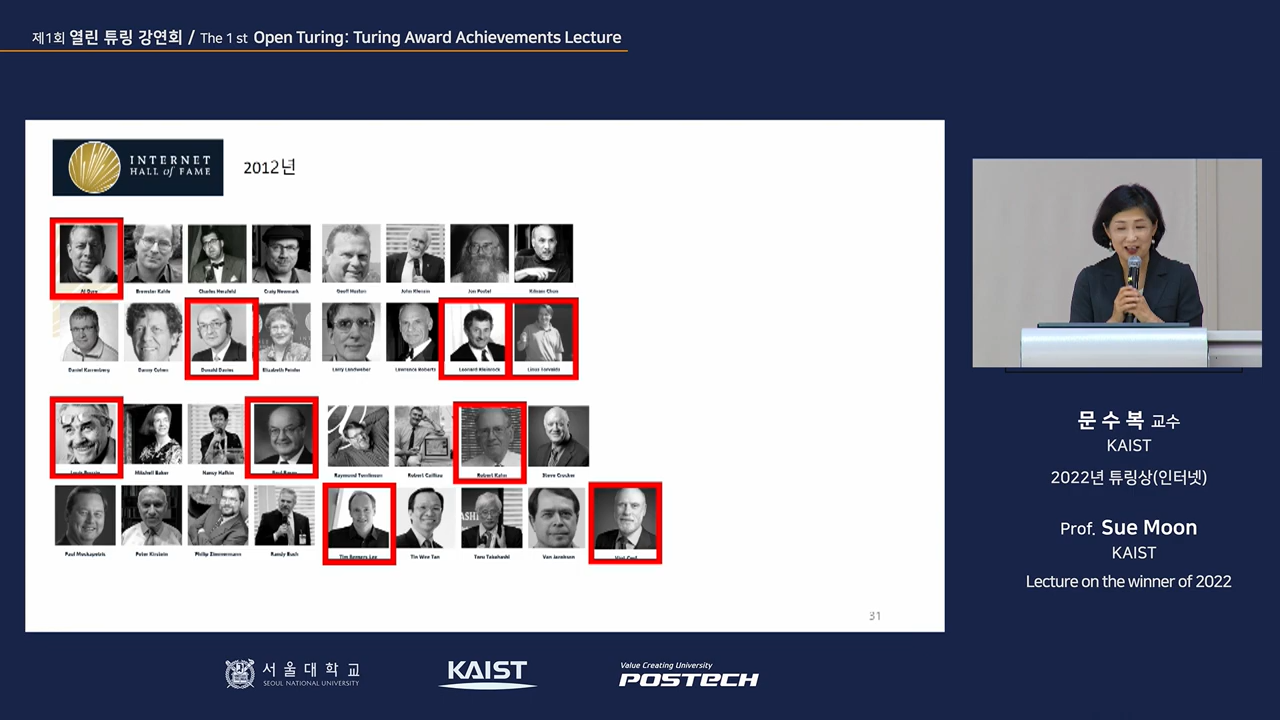 제1회 열린 튜링 강연회 / The 1 st Open Turing: Turing Award Achievements Lecture
INTERNET
HALL of FAME
2012년
Al Gore Brewster Kahle Charles Herzfeld Craig Newmark Geoff Huston John Klensin Jon Postel
Daniel Karrenberg Danny Cohen Donald Davies Elizabeth Feinler Larry Landweber Lawrence Roberts Leonard Kleinrock Linus Torvalds
Mitchell Baker Nancy Hafkin Paul Baran Raymond Tomlinson Robert Cailliau Robert Kahn Steve Crocker
Paul Mockapetris Peter Kirstein Philip Zimmermann Randy Bush Tim Berners Lee Tin Wee Tan Toru Takahashi Van Jacobson
31
문수복 교수
KAIST
2022년 튜링상(인터넷)
Prof. Sue Moon
KAIST
Lecture on the winner of 2022
서울대학교
SEOUL NATIONAL UNIVERSITY
KAIST
Value Creating University
POSTECH